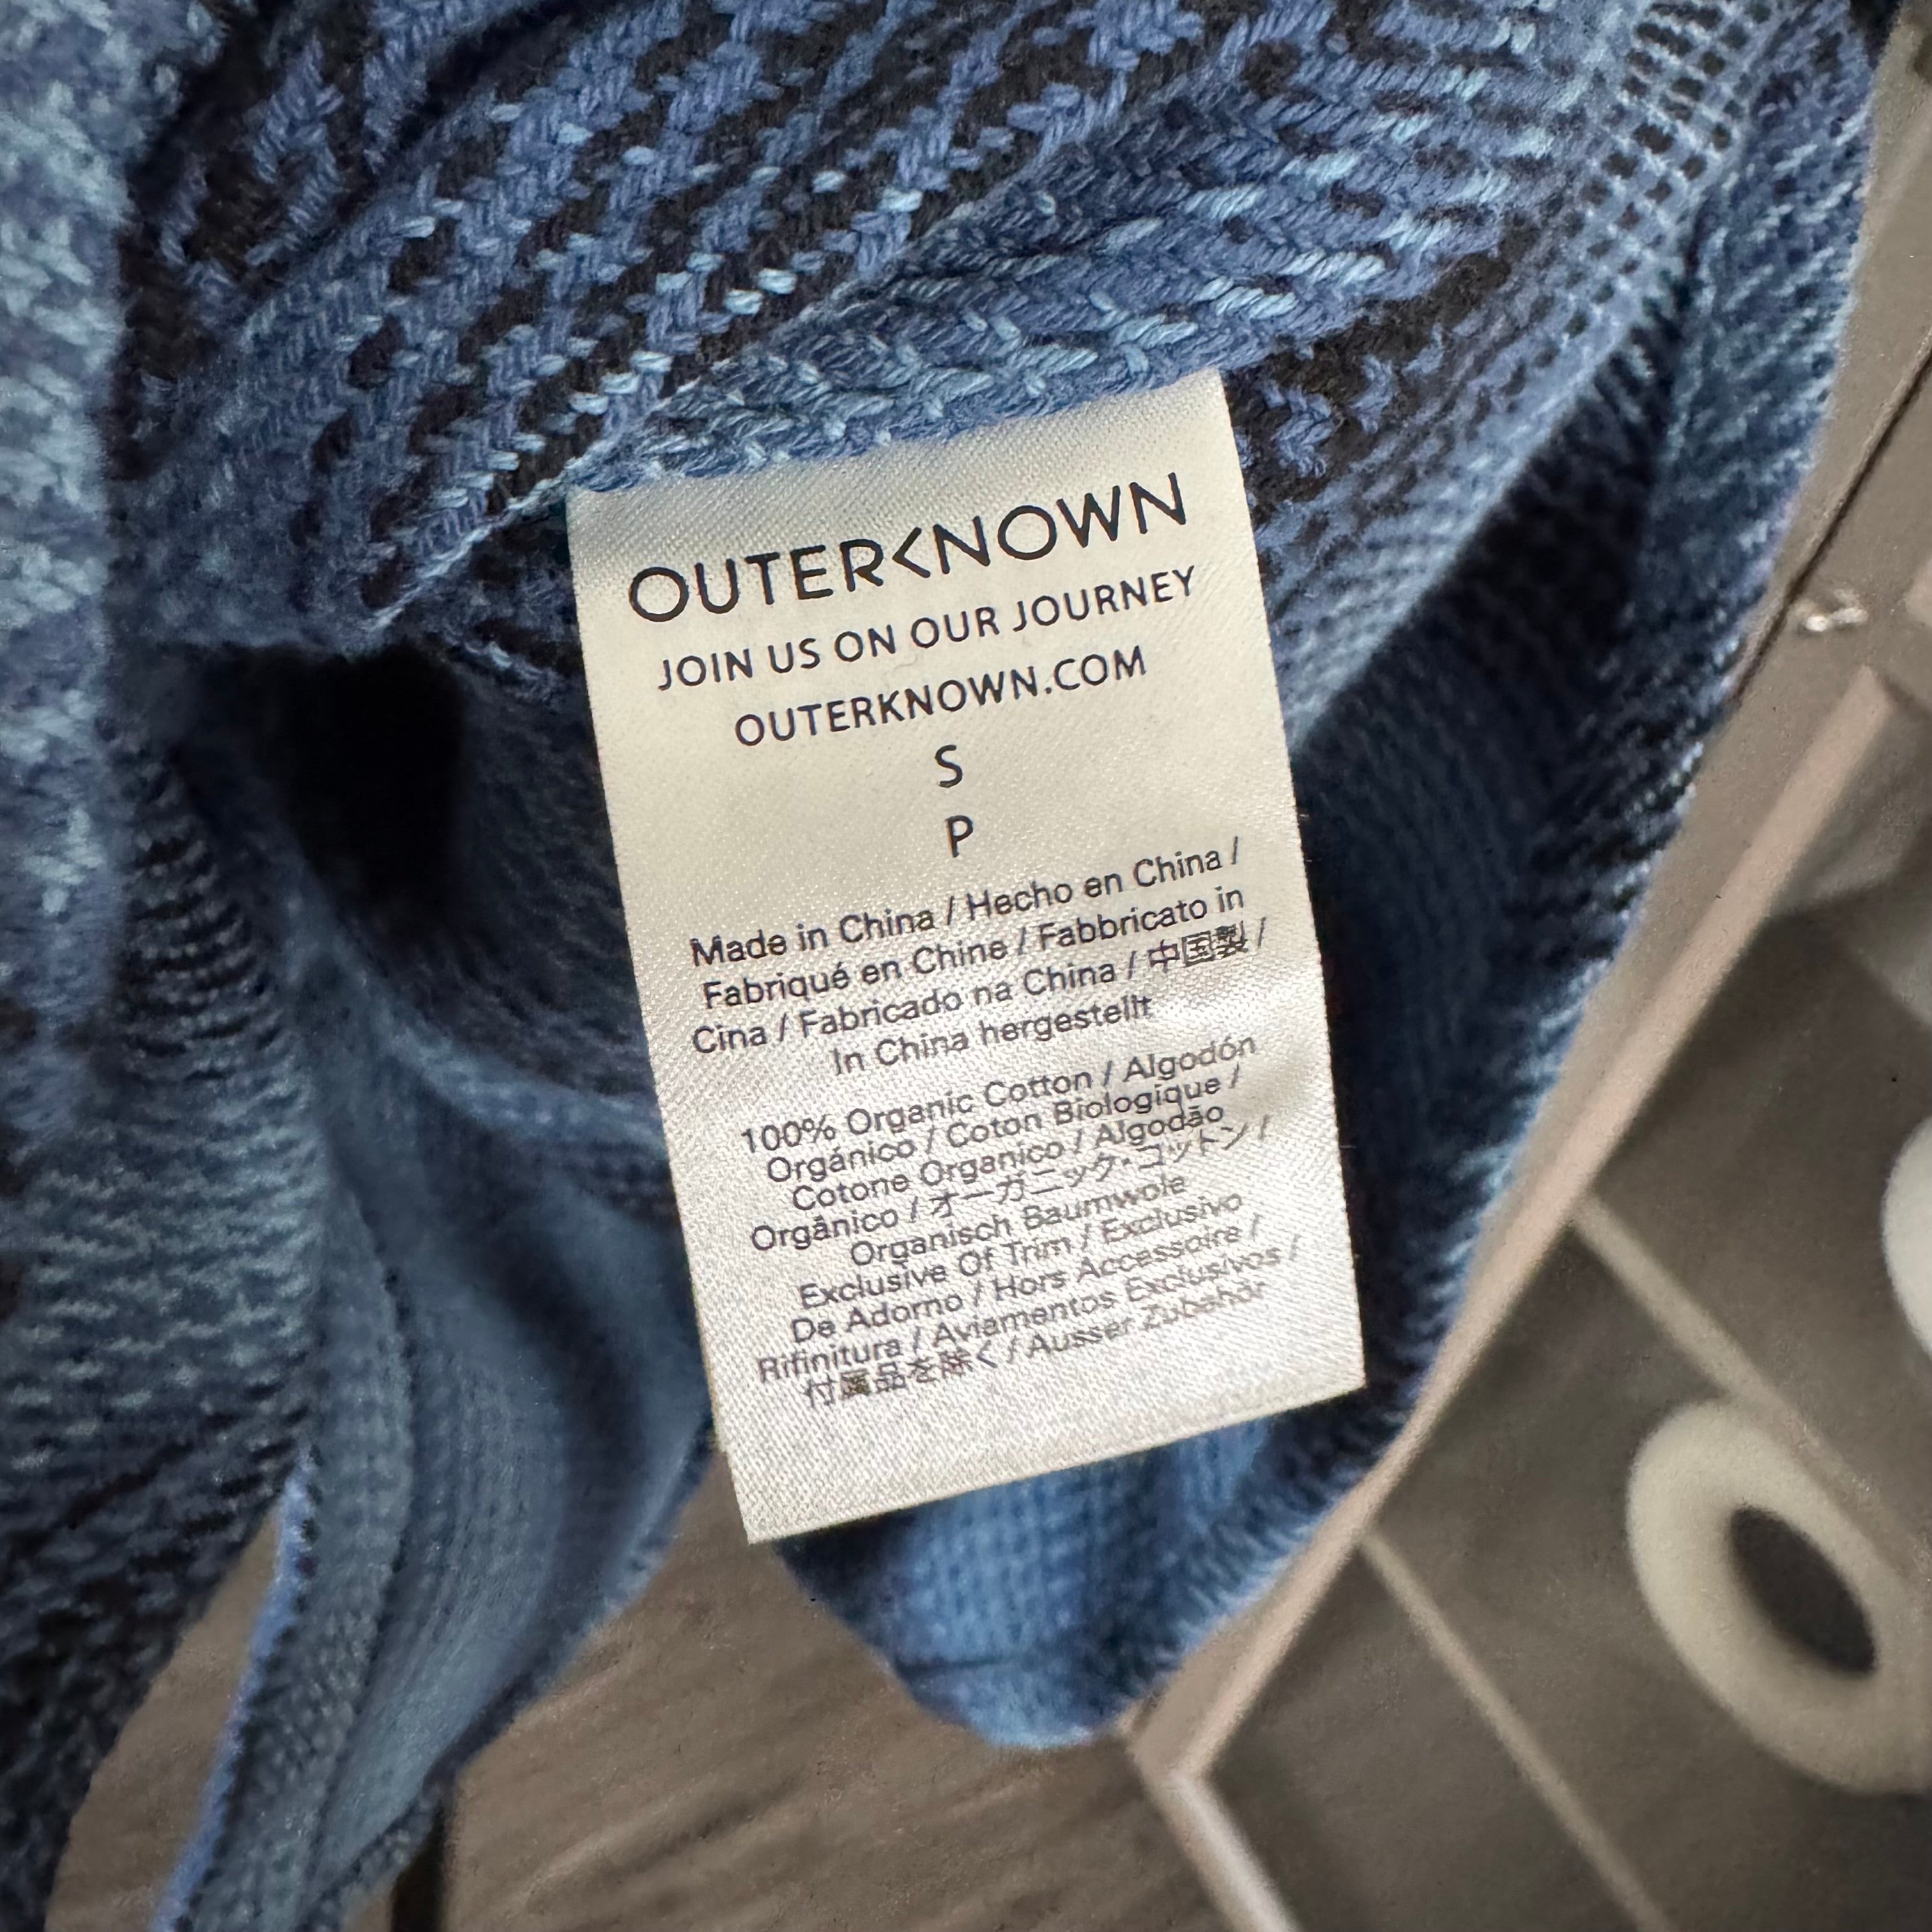 OUTERKNOWN
JOIN US ON OUR JOURNEY
OUTERKNOWN.COM
S
P
Made in China / Hecho en China /
Fabriqué en Chine / Fabbricato in
Cina / Fabricado na China / 中国製 /
In China hergestellt
100% Organic Cotton / Algodón
Orgánico / Coton Biologique /
Cotone Organico / Algodão
Orgânico / オーガニック・コットン /
Organisch Baumwole
Exclusive Of Trim / Exclusivo
De Adorno / Hors Accessoire /
Rifinitura / Aviamentos Exclusivos /
付属品を除く / Ausser Zubehör